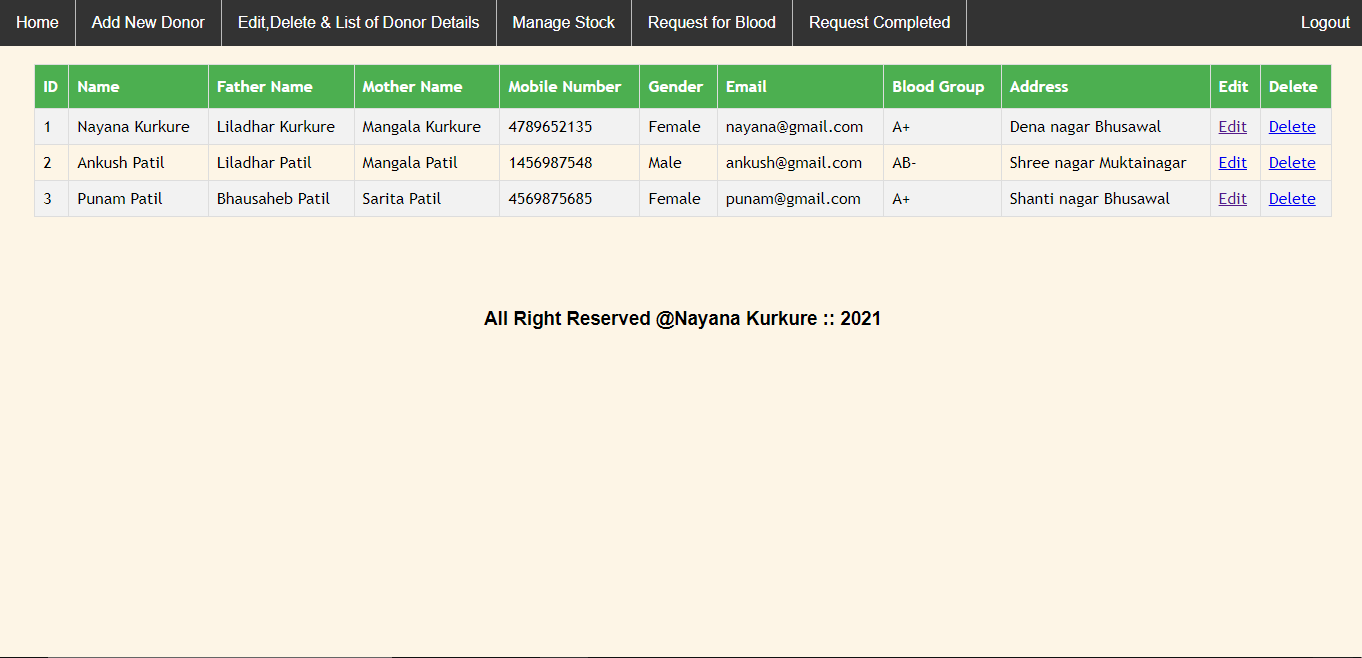 Home Add New Donor Edit,Delete & List of Donor Details Manage Stock Request for Blood Request Completed Logout
ID Name Father Name Mother Name Mobile Number Gender Email Blood Group Address Edit Delete
1 Nayana Kurkure Liladhar Kurkure Mangala Kurkure 4789652135 Female nayana@gmail.com A+ Dena nagar Bhusawal Edit Delete
2 Ankush Patil Liladhar Patil Mangala Patil 1456987548 Male ankush@gmail.com AB- Shree nagar Muktainagar Edit Delete
3 Punam Patil Bhausaheb Patil Sarita Patil 4569875685 Female punam@gmail.com A+ Shanti nagar Bhusawal Edit Delete
All Right Reserved @Nayana Kurkure :: 2021